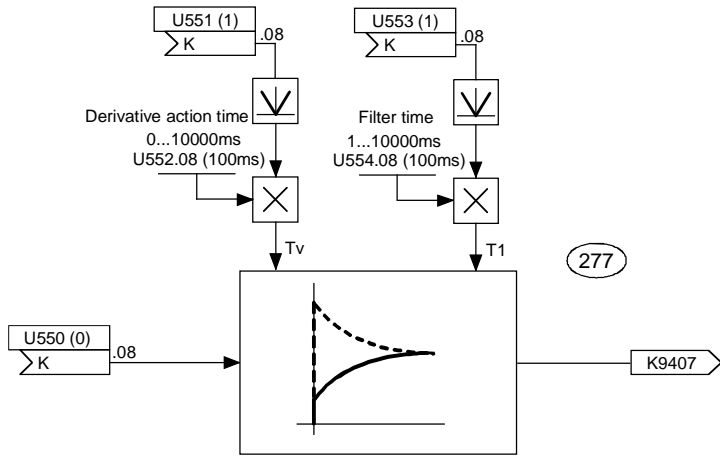 U551 (1)
K
.08
U553 (1)
K
.08
Derivative action time
0...10000ms
U552.08 (100ms)
Filter time
1...10000ms
U554.08 (100ms)
Tv
T1
277
U550 (0)
K
.08
K9407